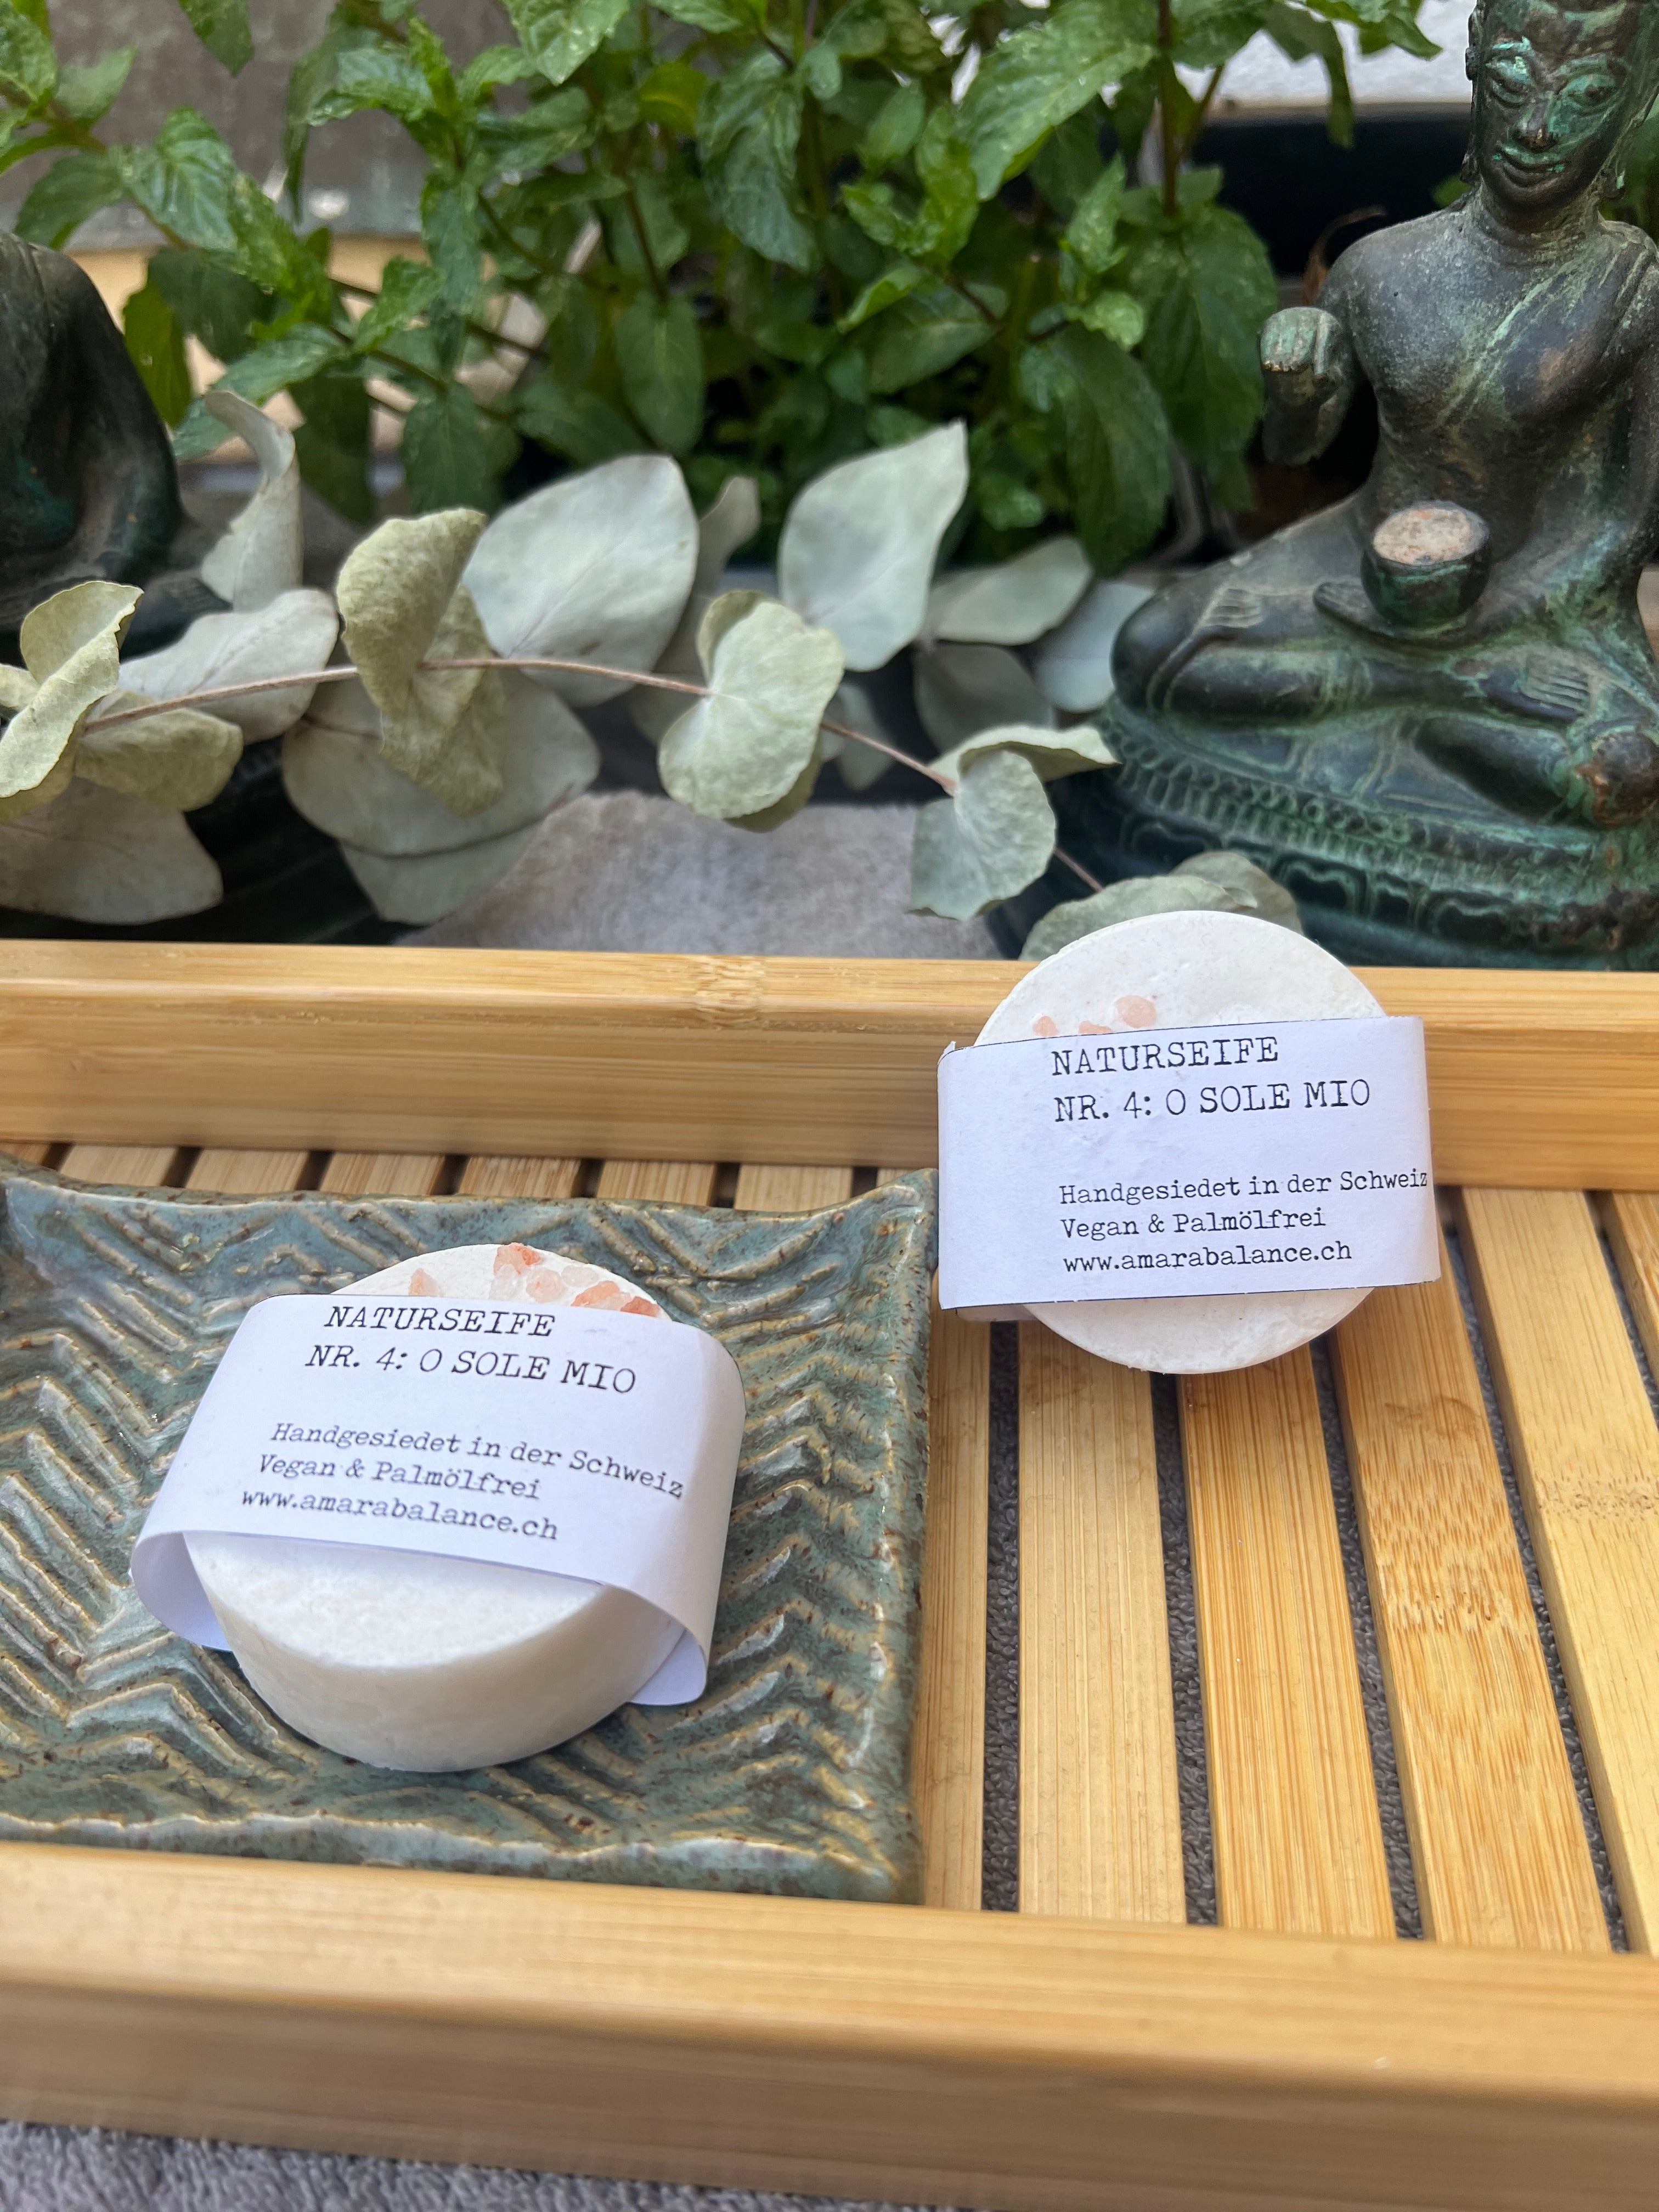 NATURSEIFE
NR. 4: O SOLE MIO
Handgesiedet in der Schweiz
Vegan & Palmölfrei
www.amarabalance.ch
NATURSEIFE
NR. 4: O SOLE MIO
Handgesiedet in der Schweiz
Vegan & Palmölfrei
www.amarabalance.ch